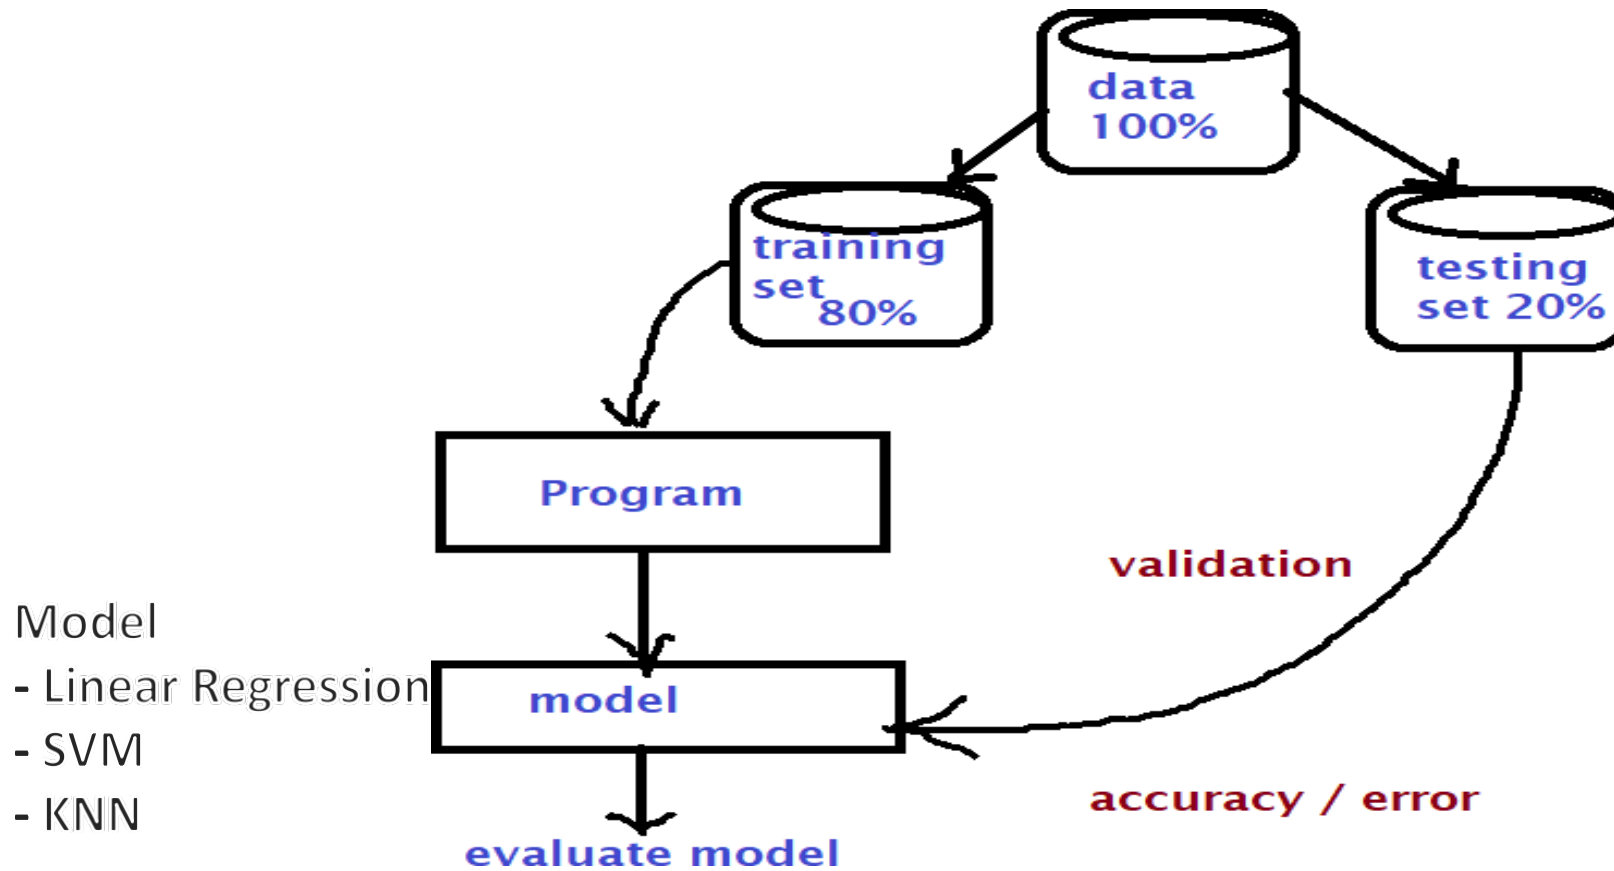 data
100%
training
set
80%
testing
set 20%
Program
validation
Model
- Linear Regression
- SVM
- KNN
model
accuracy / error
evaluate model